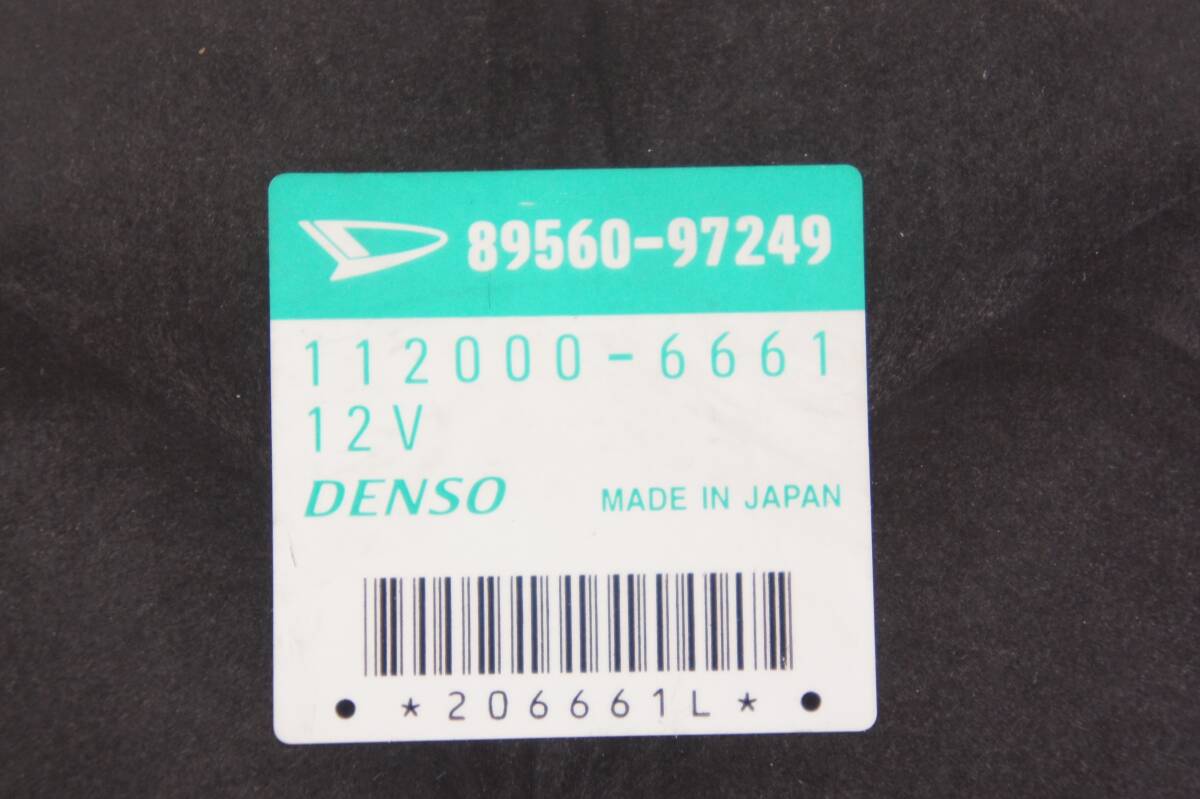 89560-97249
112000-6661
12V
DENSO MADE IN JAPAN
*206661L*